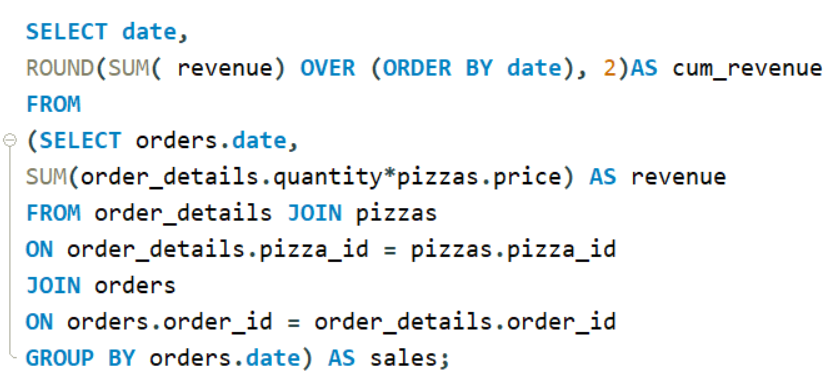 SELECT date,
ROUND(SUM( revenue) OVER (ORDER BY date), 2)AS cum_revenue
FROM
(SELECT orders.date,
SUM(order_details.quantity*pizzas.price) AS revenue
FROM order_details JOIN pizzas
ON order_details.pizza_id = pizzas.pizza_id
JOIN orders
ON orders.order_id = order_details.order_id
GROUP BY orders.date) AS sales;